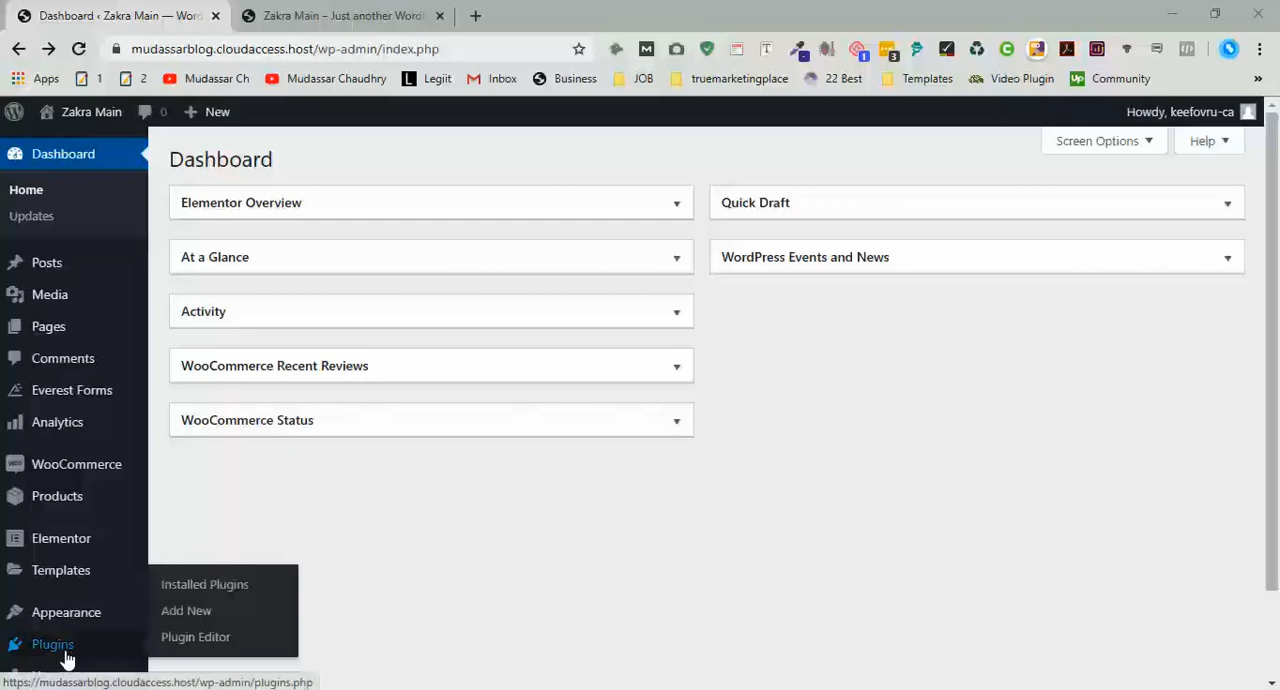 Dashboard ‹ Zakra Main — Wor
Zakra Main – Just another Word
mudassarblog.cloudaccess.host/wp-admin/index.php
1
3
Apps
1
2
Mudassar Ch
Mudassar Chaudhry
Legit
Inbox
Business
JOB
truemarketingplace
22 Best
Templates
Video Plugin
Community
»
Zakra Main
0
New
Howdy, keefovru-ca
Dashboard
Home
Updates
Posts
Media
Pages
Comments
Everest Forms
Analytics
WooCommerce
Products
Elementor
Templates
Appearance
Plugins
Installed Plugins
Add New
Plugin Editor
Screen Options
Help
Dashboard
Elementor Overview
At a Glance
Activity
WooCommerce Recent Reviews
WooCommerce Status
Quick Draft
WordPress Events and News
https://mudassarblog.cloudaccess.host/wp-admin/plugins.php